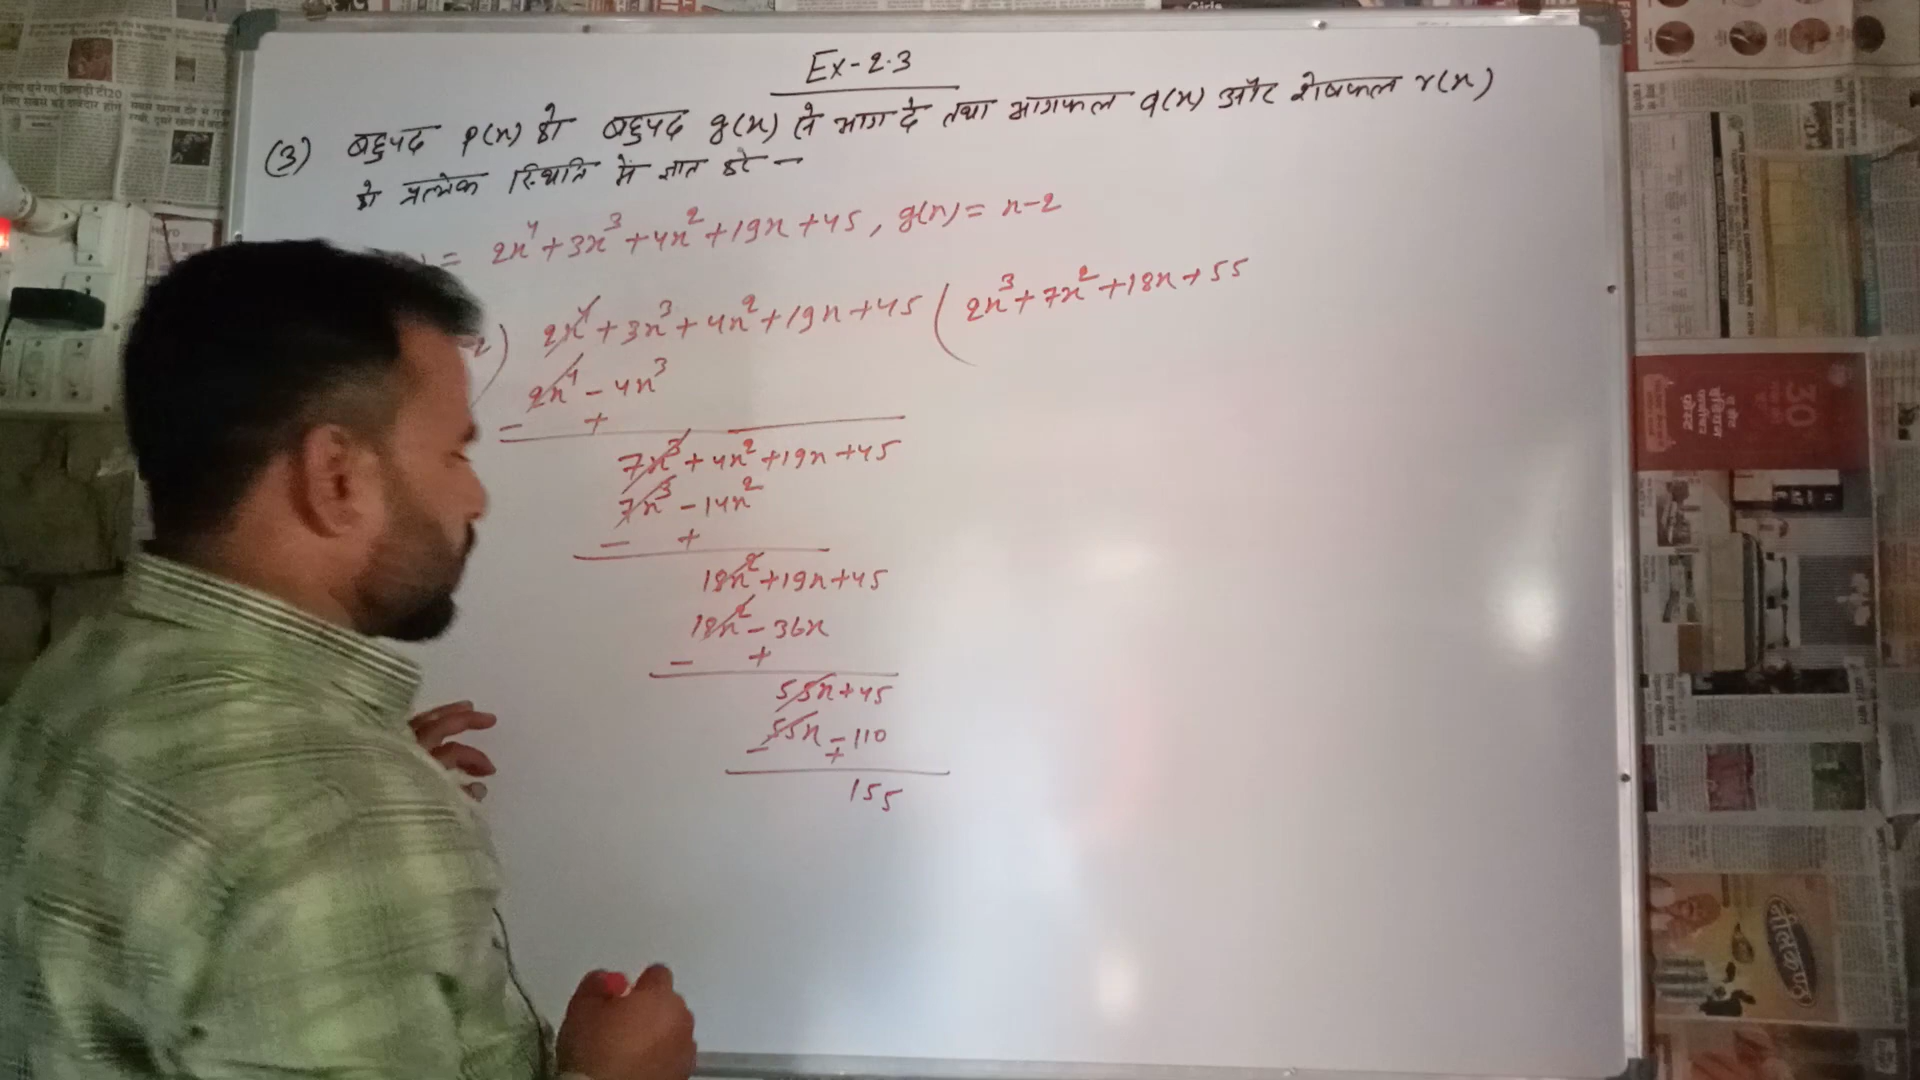 Ex-2.3
(3) बहुपद p(x) को बहुपद g(x) से भाग दें तथा भागफल q(x) और शेषफल r(x)
को प्रत्येक स्थिति में ज्ञात करें -
= 2x⁴+3x³+4x²+19x+45, g(x)= x-2
2) 2x⁴+3x³+4x²+19x+45 ( 2x³+7x²+18x+55
2x⁴-4x³
- +
7x³+4x²+19x+45
7x³-14x²
- +
18x²+19x+45
18x²-36x
- +
55x+45
55x-110
- +
155